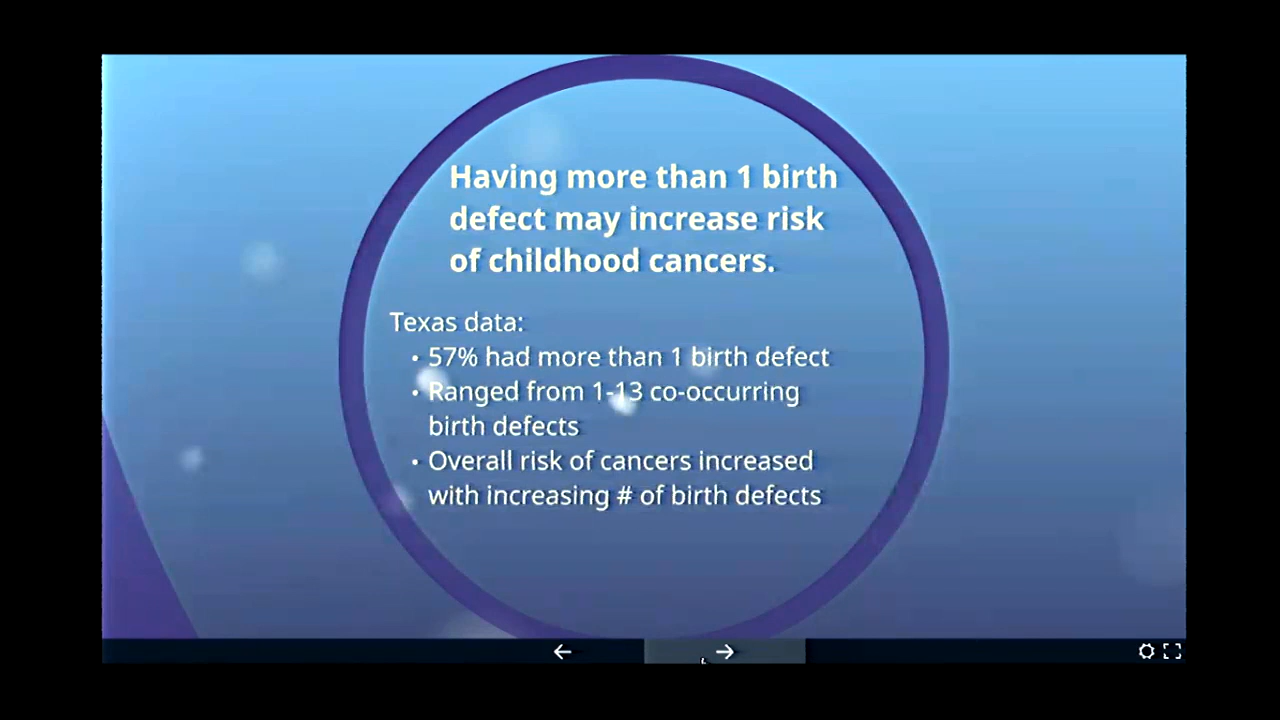 Having more than 1 birth
defect may increase risk
of childhood cancers.
Texas data:
• 57% had more than 1 birth defect
• Ranged from 1-13 co-occurring
birth defects
• Overall risk of cancers increased
with increasing # of birth defects